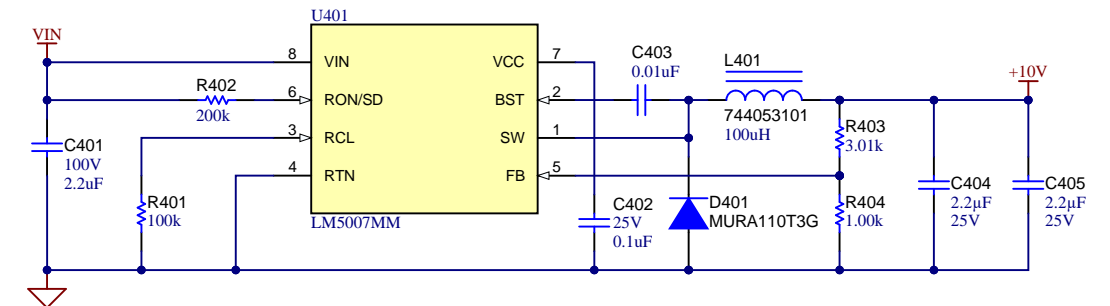 U401
VIN
8
VIN
VCC
7
C403
0.01uF
L401
744053101
100uH
+10V
R402
200k
6
RON/SD
BST
2
3
RCL
SW
1
R403
3.01k
C401
100V
2.2uF
4
RTN
FB
5
R401
100k
LM5007MM
C402
25V
0.1uF
D401
MURA110T3G
R404
1.00k
C404
2.2µF
25V
C405
2.2µF
25V